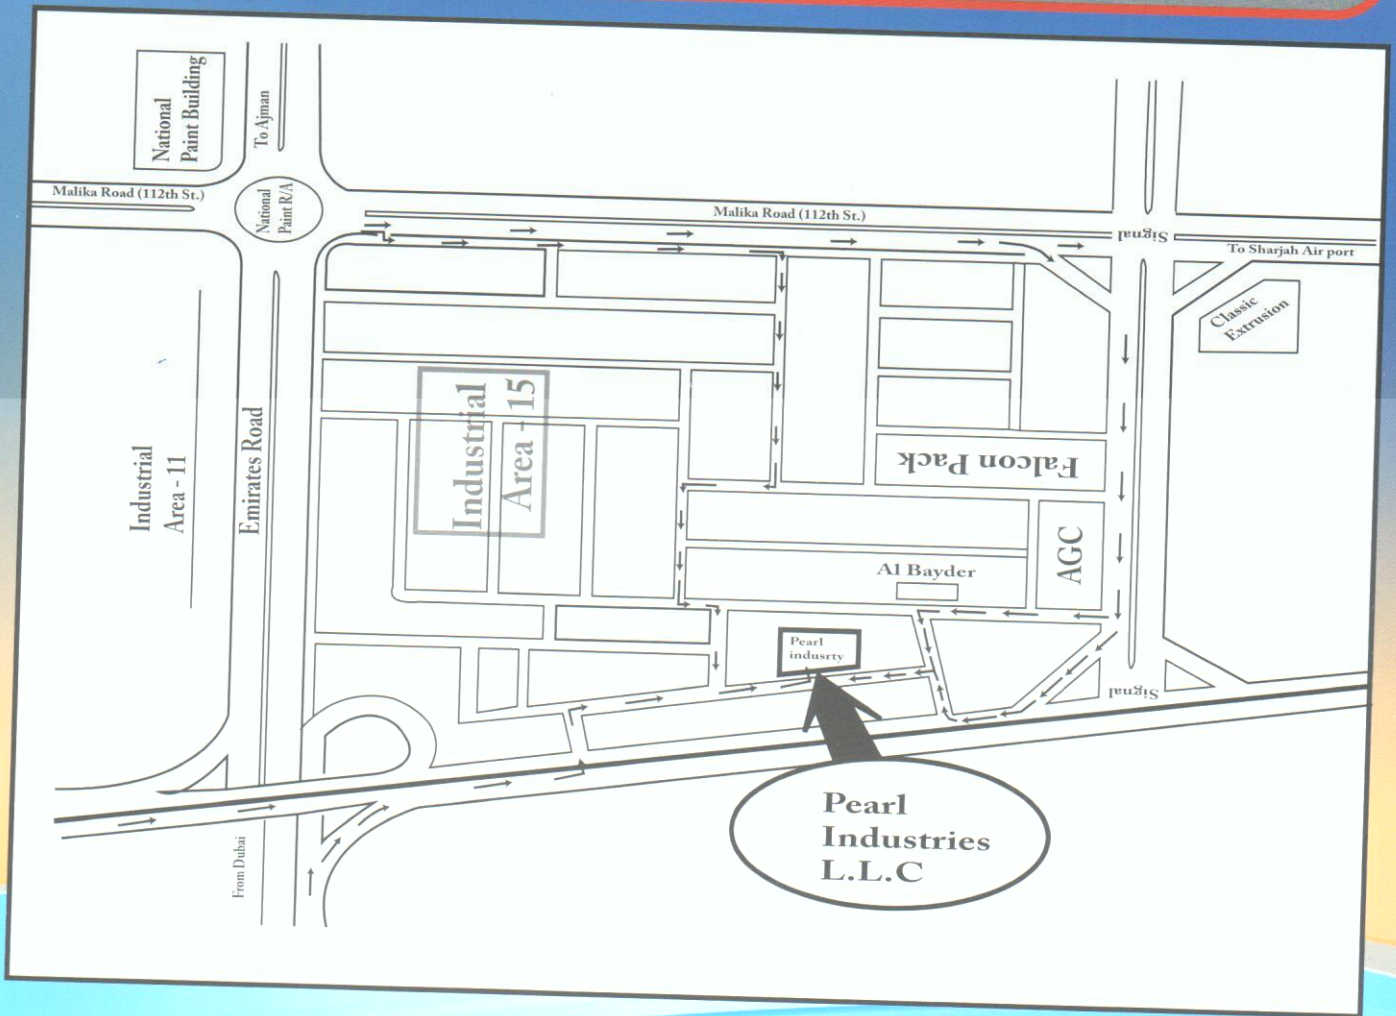 National
Paint Building
To Ajman
Malika Road (112th St.)
National
Paint R/A
Malika Road (112th St.)
Signal
To Sharjah Air port
Classic
Extrusion
Industrial
Area - 15
Industrial
Area - 11
Emirates Road
Falcon Pack
AGC
Al Bayder
Pearl
indusrty
Signal
Pearl
Industries
L.L.C
From Dubai